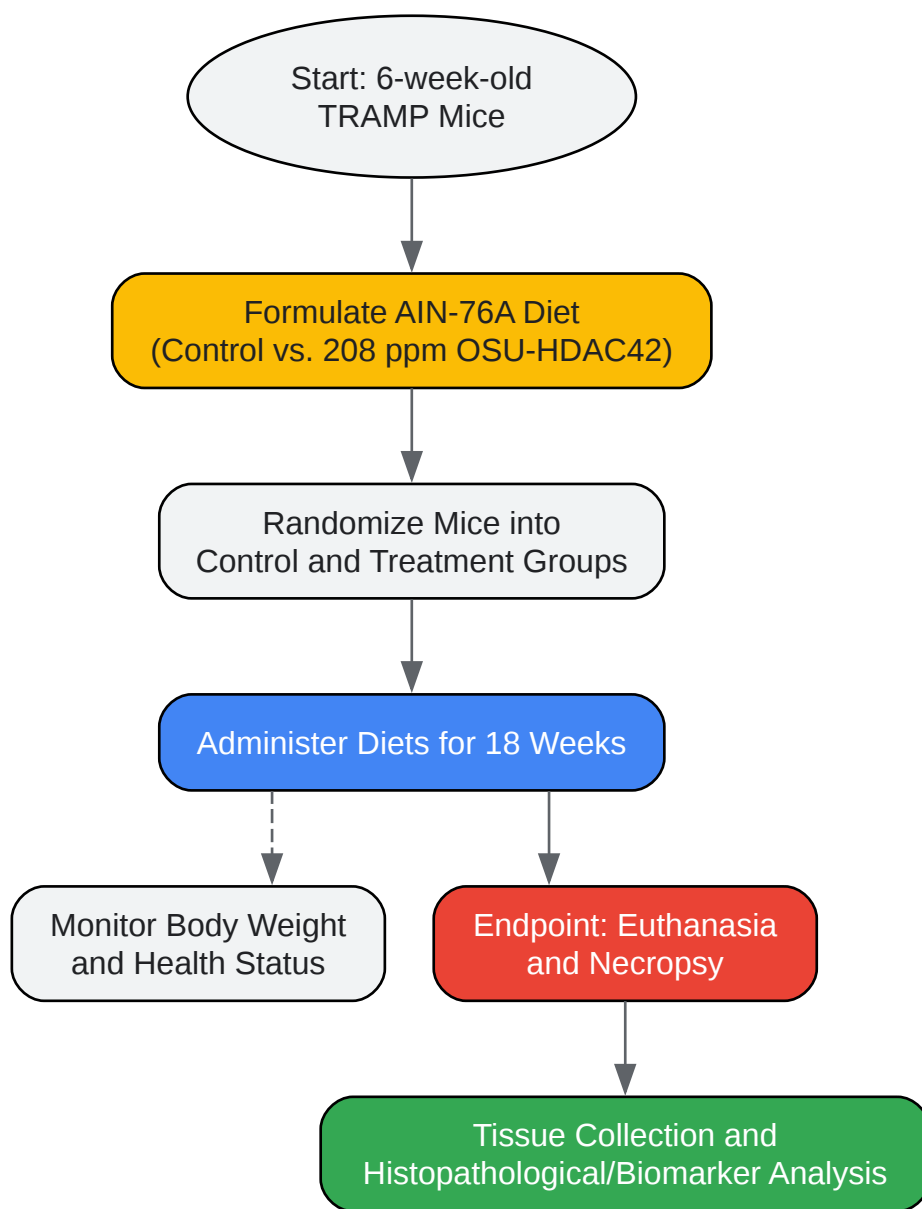 Start: 6-week-old
TRAMP Mice
Formulate AIN-76A Diet
(Control vs. 208 ppm OSU-HDAC42)
Randomize Mice into
Control and Treatment Groups
Administer Diets for 18 Weeks
Monitor Body Weight
and Health Status
Endpoint: Euthanasia
and Necropsy
Tissue Collection and
Histopathological/Biomarker Analysis